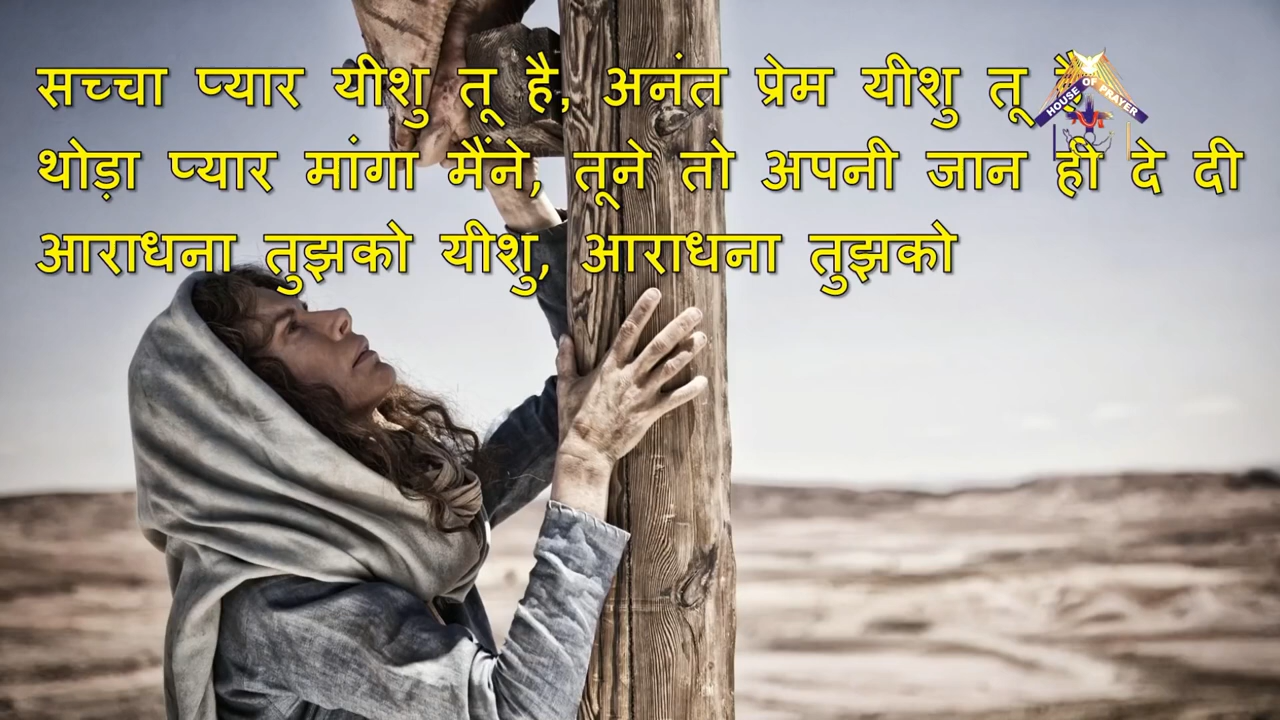 सच्चा प्यार यीशु तू है, अनंत प्रेम यीशु तू है
थोड़ा प्यार मांगा मैंने, तूने तो अपनी जान ही दे दी
आराधना तुझको यीशु, आराधना तुझको
HOUSE OF PRAYER